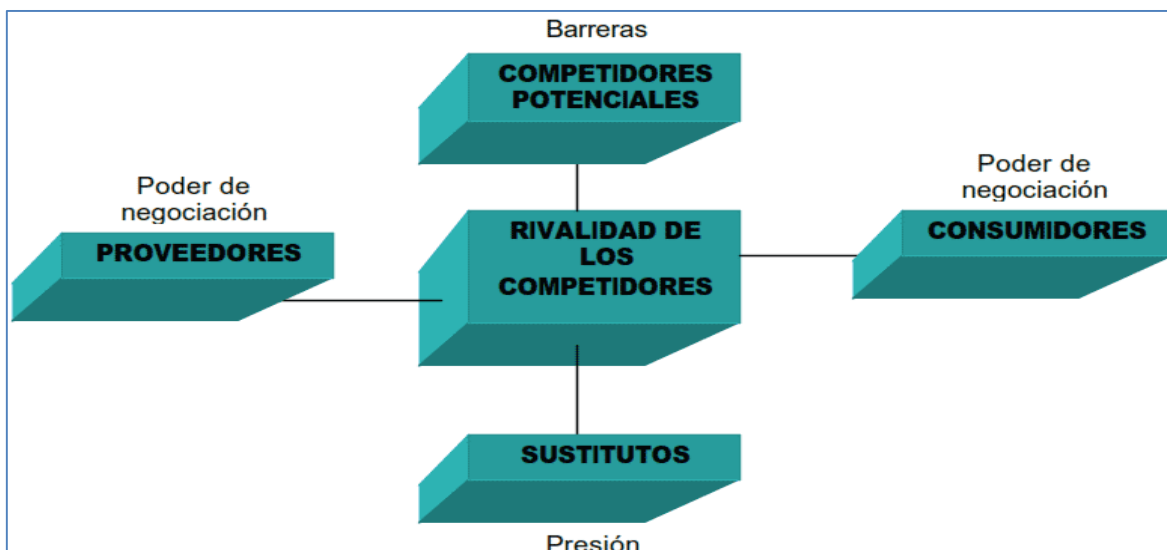 Barreras
COMPETIDORES
POTENCIALES
Poder de
negociación
PROVEEDORES
RIVALIDAD DE
LOS
COMPETIDORES
Poder de
negociación
CONSUMIDORES
SUSTITUTOS
Presión